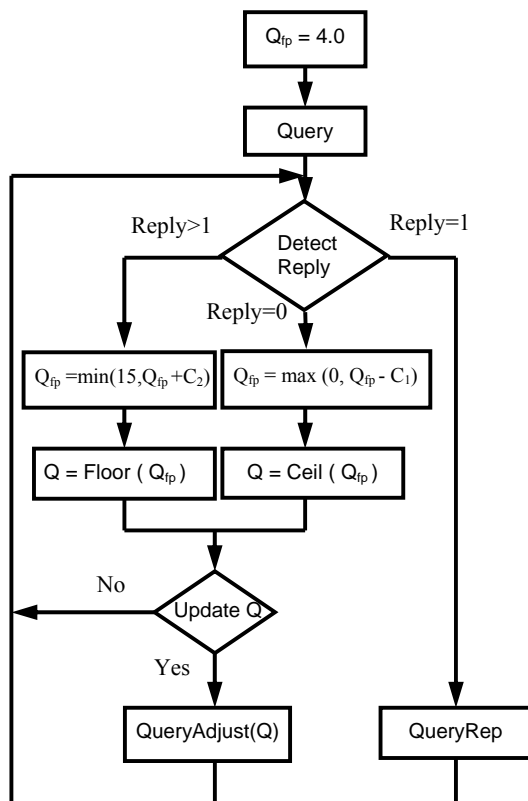 Qfp = 4.0
Query
Reply>1
Reply=1
Detect
Reply
Reply=0
Qfp =min(15,Qfp+C2)
Qfp = max (0, Qfp - C1)
Q = Floor ( Qfp )
Q = Ceil ( Qfp )
No
Update Q
Yes
QueryAdjust(Q)
QueryRep